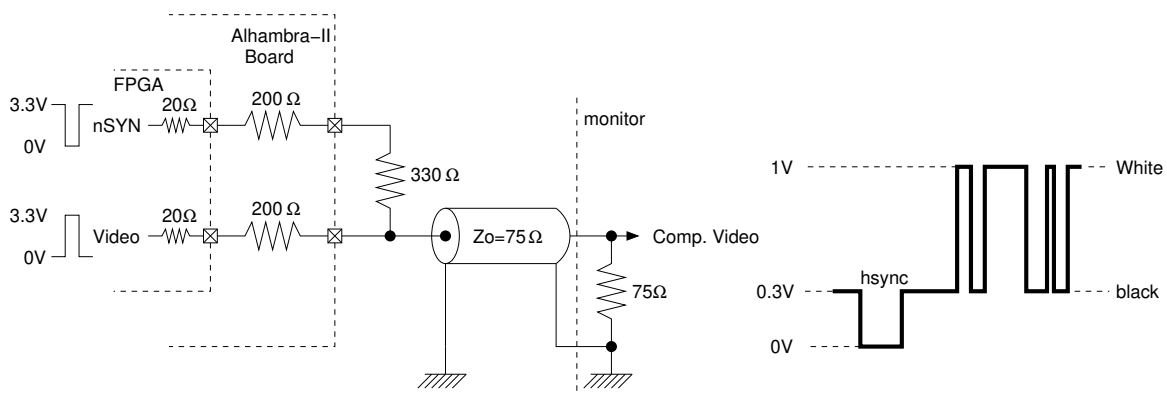 Alhambra-II
Board
FPGA
3.3V
0V
nSYN
20Ω
200 Ω
330 Ω
3.3V
0V
Video
20Ω
200 Ω
Zo=75Ω
monitor
Comp. Video
75Ω
1V
White
hsync
0.3V
black
0V